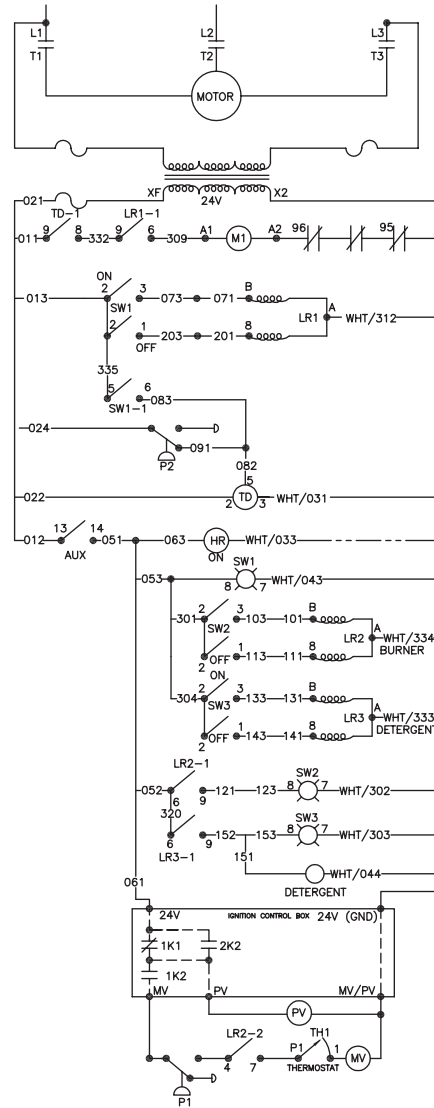 L1 L2 L3
T1 T2 T3
MOTOR
XF 24V X2
021
TD-1 LR1-1
011 9 8 332 9 6 309 A1 M1 A2 96 95
ON
013 2 3 073 071 B
SW1 A
LR1 WHT/312
2 1 203 201 8
OFF
335
5 6
083
SW1-1
024
091
P2 082
5
022 2 TD 3 WHT/031
13 14
012 051 063 HR WHT/033
AUX ON
SW1
053 8 7 WHT/043
2 3 B
301 103 101
SW2 A
LR2 WHT/334
OFF 1 BURNER
2 113 111 8
ON
2 3 B
304 133 131
SW3 A
LR3 WHT/333
OFF 1 DETERGENT
2 143 141 8
LR2-1 SW2
052 121 123 8 7 WHT/302
6 9
320 SW3
152 153 8 7 WHT/303
6 9
LR3-1 151
WHT/044
061 DETERGENT
24V IGNITION CONTROL BOX 24V (GND)
1K1 2K2
1K2
MV PV MV/PV
PV
LR2-2 TH1
P1 1 MV
4 7 THERMOSTAT
P1